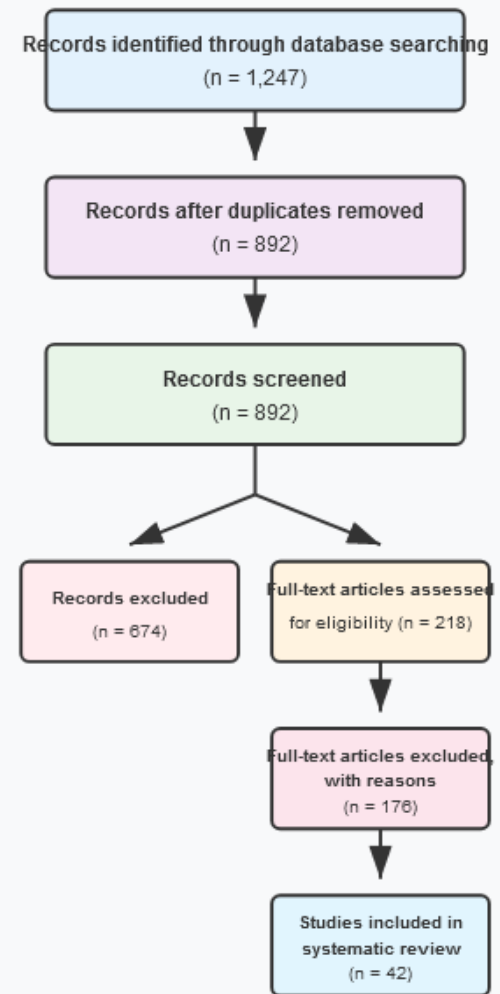 Records identified through database searching
(n = 1,247)
Records after duplicates removed
(n = 892)
Records screened
(n = 892)
Records excluded
(n = 674)
Full-text articles assessed
for eligibility (n = 218)
Full-text articles excluded,
with reasons
(n = 176)
Studies included in
systematic review
(n = 42)